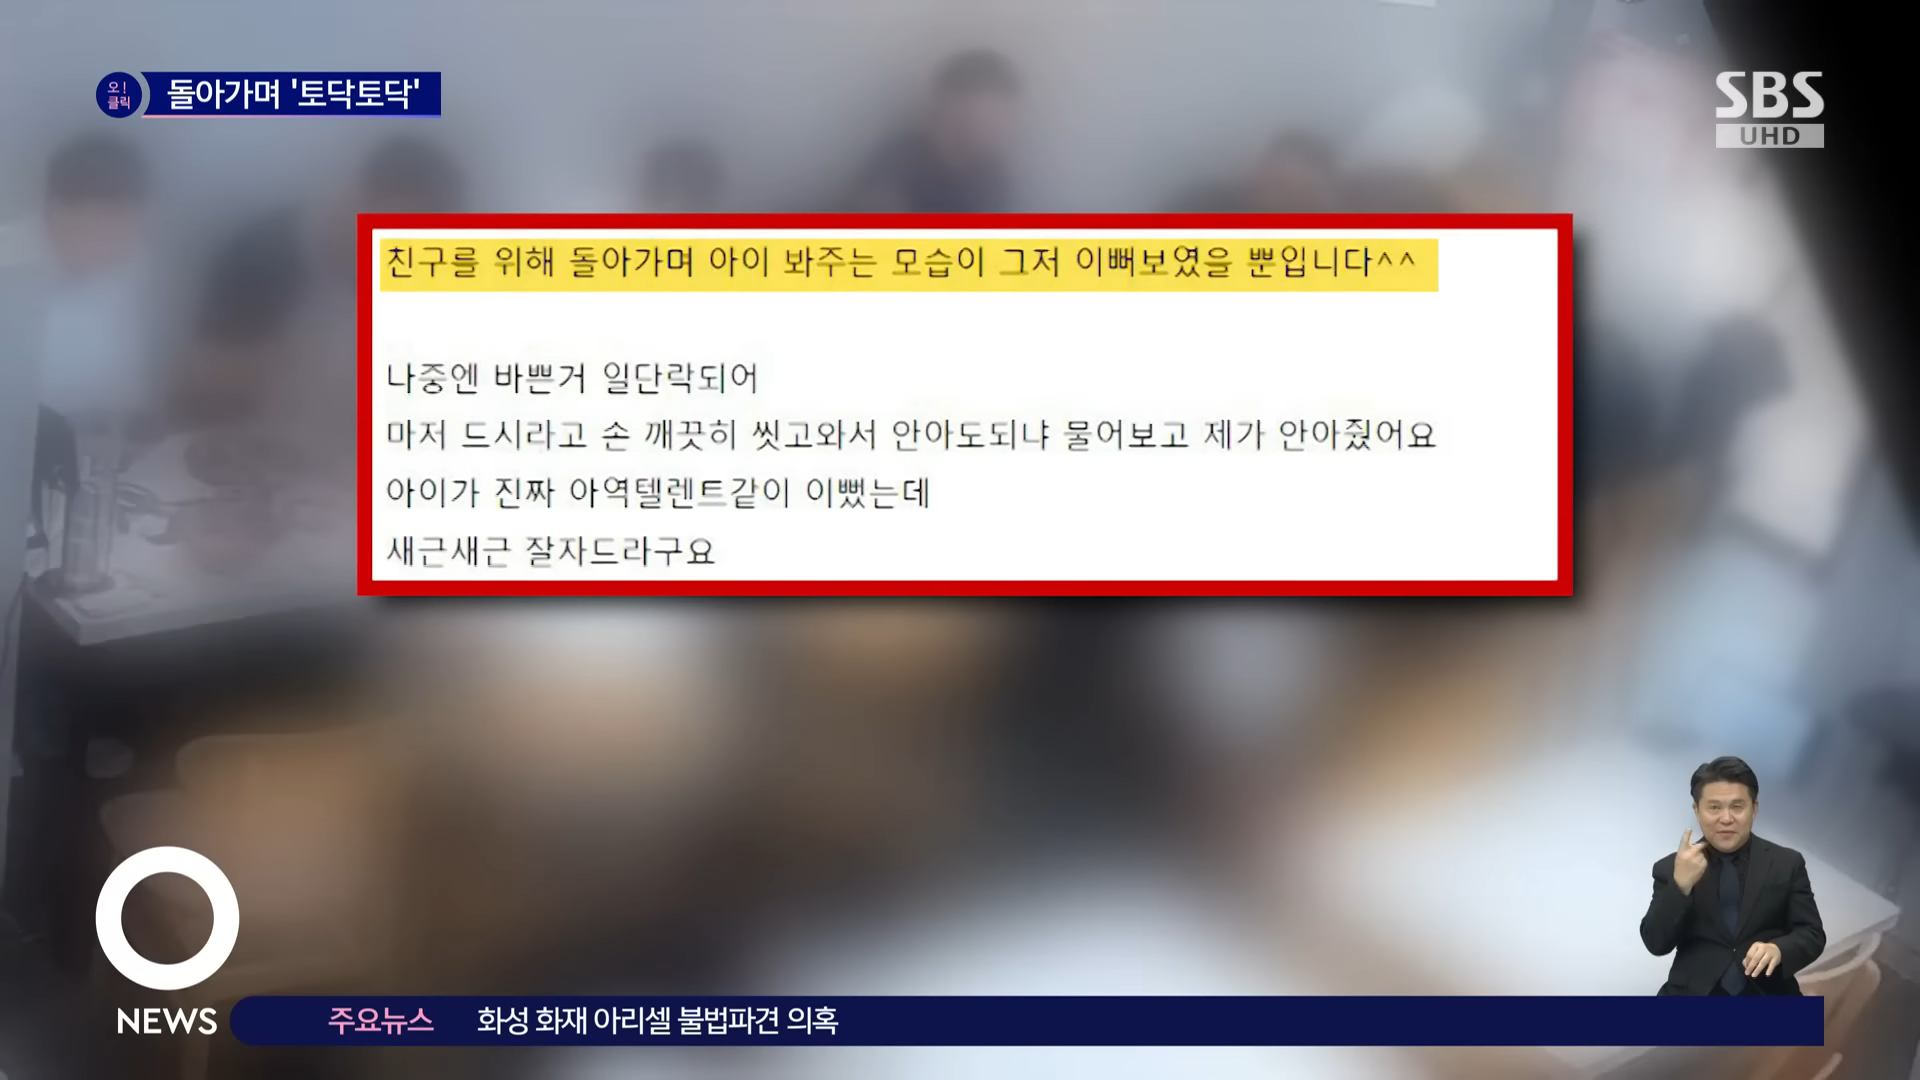 오!
클릭
돌아가며 '토닥토닥'
SBS
UHD
친구를 위해 돌아가며 아이 봐주는 모습이 그저 이뻐보였을 뿐입니다^^
나중엔 바쁜거 일단락되어
마저 드시라고 손 깨끗히 씻고와서 안아도되냐 물어보고 제가 안아줬어요
아이가 진짜 아역텔렌트같이 이뻤는데
새근새근 잘자드라구요
NEWS
주요뉴스 화성 화재 아리셀 불법파견 의혹